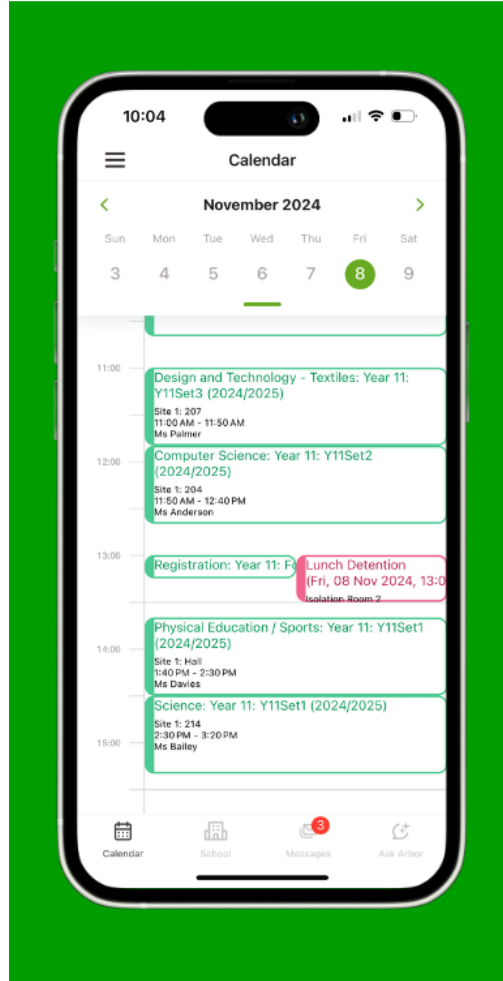 10:04
Calendar
November 2024
Sun Mon Tue Wed Thu Fri Sat
3 4 5 6 7 8 9
11:00
Design and Technology - Textiles: Year 11:
Y11Set3 (2024/2025)
Site 1: 207
11:00 AM - 11:50 AM
Ms Palmer
12:00
Computer Science: Year 11: Y11Set2
(2024/2025)
Site 1: 204
11:50 AM - 12:40 PM
Ms Anderson
13:00
Registration: Year 11: Fo
Lunch Detention
(Fri, 08 Nov 2024, 13:0
Isolation Room 2
Physical Education / Sports: Year 11: Y11Set1
(2024/2025)
14:00
Site 1: Hall
1:40 PM - 2:30 PM
Ms Davies
Science: Year 11: Y11Set1 (2024/2025)
Site 1: 214
2:30 PM - 3:20 PM
15:00
Ms Bailey
3
Calendar School Messages Ask Arbor